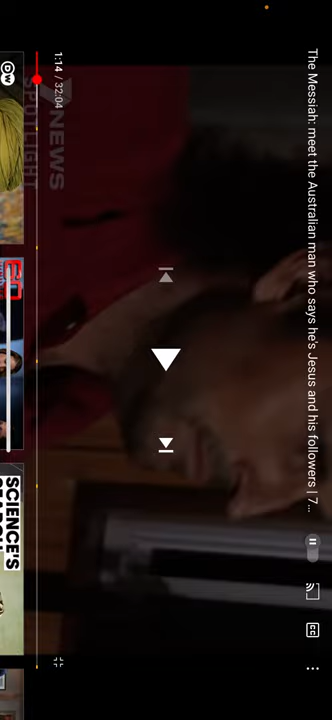 The Messiah: meet the Australian man who says he's Jesus and his followers | 7...
CC
7NEWS
SPOTLIGHT
1:14 / 32:04
DW
SCIENCE'S